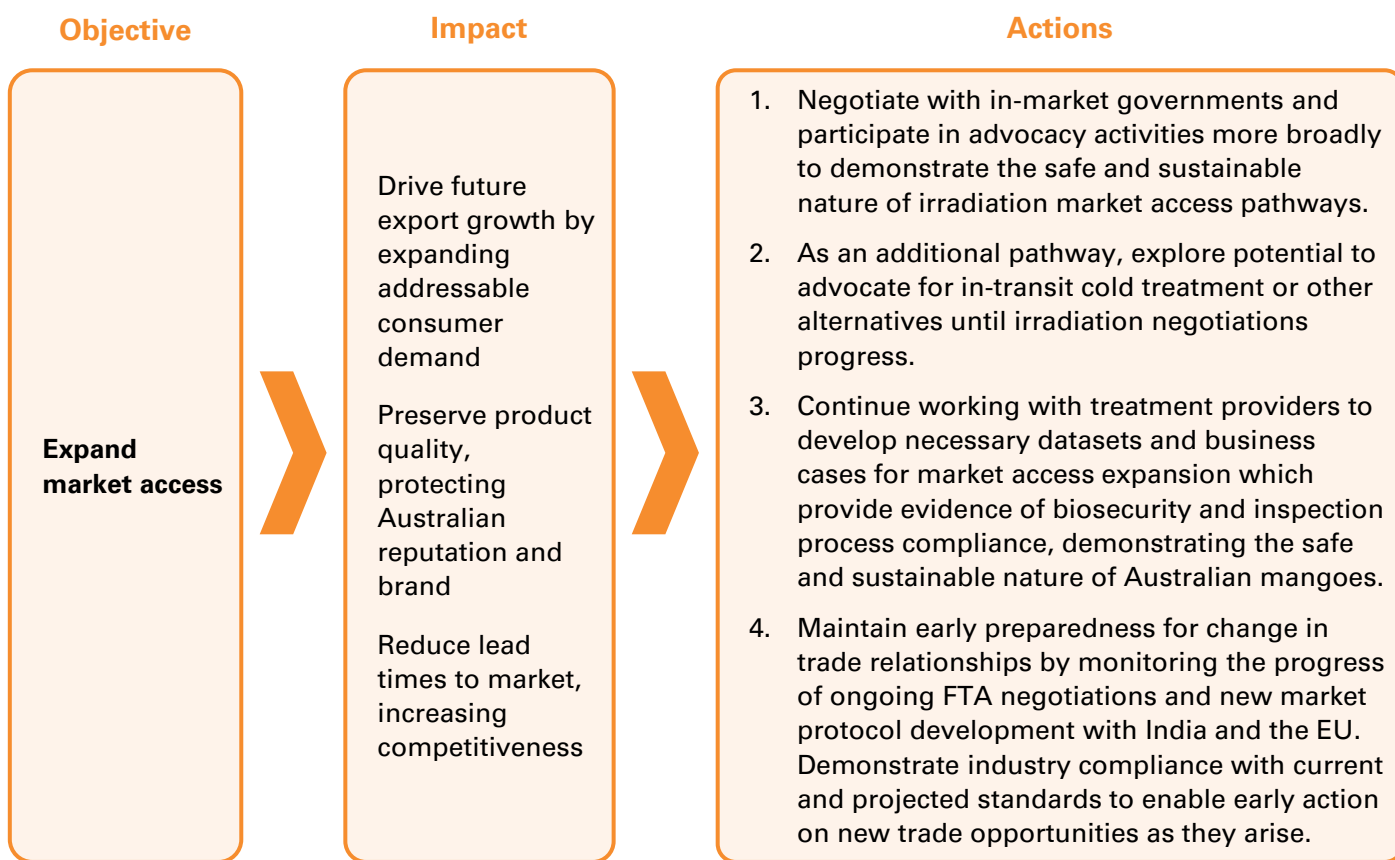 Objective
Impact
Actions
Expand
market access
Drive future
export growth by
expanding
addressable
consumer
demand
Preserve product
quality,
protecting
Australian
reputation and
brand
Reduce lead
times to market,
increasing
competitiveness
1. Negotiate with in-market governments and
participate in advocacy activities more broadly
to demonstrate the safe and sustainable
nature of irradiation market access pathways.
2. As an additional pathway, explore potential to
advocate for in-transit cold treatment or other
alternatives until irradiation negotiations
progress.
3. Continue working with treatment providers to
develop necessary datasets and business
cases for market access expansion which
provide evidence of biosecurity and inspection
process compliance, demonstrating the safe
and sustainable nature of Australian mangoes.
4. Maintain early preparedness for change in
trade relationships by monitoring the progress
of ongoing FTA negotiations and new market
protocol development with India and the EU.
Demonstrate industry compliance with current
and projected standards to enable early action
on new trade opportunities as they arise.